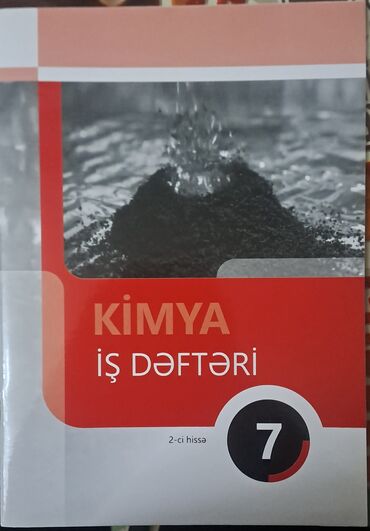 KİMYA
İŞ DƏFTƏRİ
2-ci hissə
7